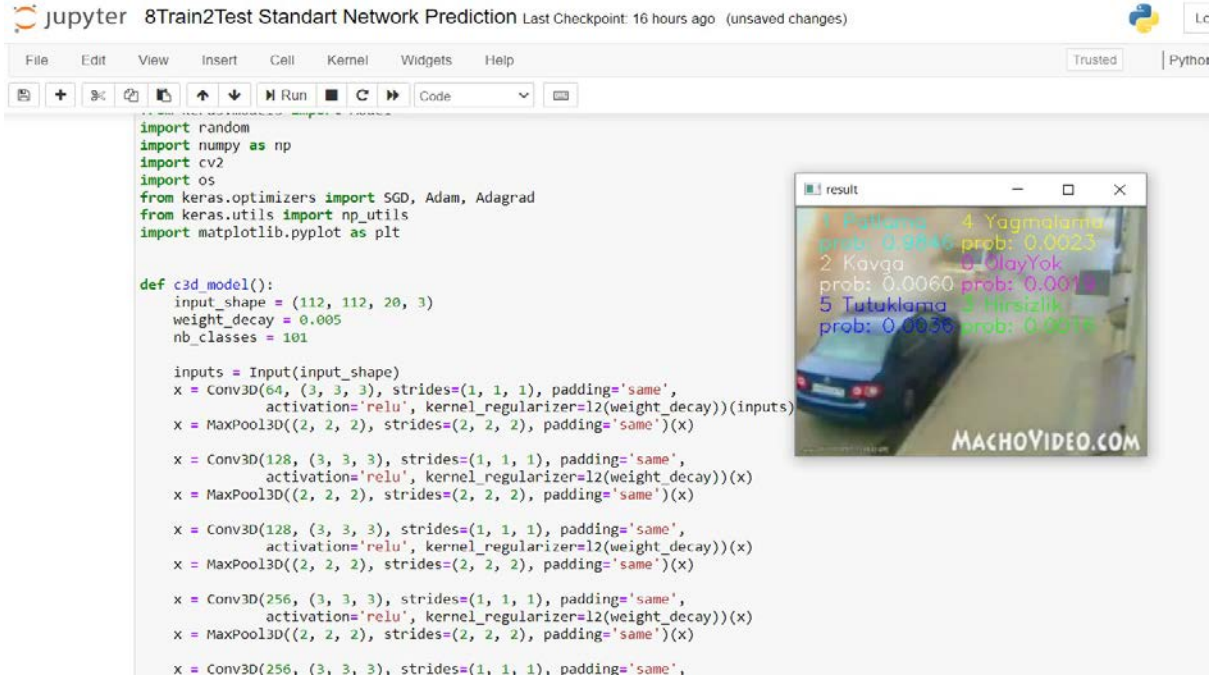 jupyter 8Train2Test Standart Network Prediction Last Checkpoint: 16 hours ago (unsaved changes)
File Edit View Insert Cell Kernel Widgets Help Trusted Python
Run Code
import random
import numpy as np
import cv2
import os
from keras.optimizers import SGD, Adam, Adagrad
from keras.utils import np_utils
import matplotlib.pyplot as plt
def c3d_model():
input_shape = (112, 112, 20, 3)
weight_decay = 0.005
nb_classes = 101
inputs = Input(input_shape)
x = Conv3D(64, (3, 3, 3), strides=(1, 1, 1), padding='same',
activation='relu', kernel_regularizer=l2(weight_decay))(inputs)
x = MaxPool3D((2, 2, 2), strides=(2, 2, 2), padding='same')(x)
x = Conv3D(128, (3, 3, 3), strides=(1, 1, 1), padding='same',
activation='relu', kernel_regularizer=l2(weight_decay))(x)
x = MaxPool3D((2, 2, 2), strides=(2, 2, 2), padding='same')(x)
x = Conv3D(128, (3, 3, 3), strides=(1, 1, 1), padding='same',
activation='relu', kernel_regularizer=l2(weight_decay))(x)
x = MaxPool3D((2, 2, 2), strides=(2, 2, 2), padding='same')(x)
x = Conv3D(256, (3, 3, 3), strides=(1, 1, 1), padding='same',
activation='relu', kernel_regularizer=l2(weight_decay))(x)
x = MaxPool3D((2, 2, 2), strides=(2, 2, 2), padding='same')(x)
x = Conv3D(256, (3, 3, 3), strides=(1, 1, 1), padding='same',
result
1 Patlama 4 Yagmalama
prob: 0.9846 prob: 0.0023
2 Kavga 0 OlayYok
prob: 0.0060 prob:
5 Tutuklama 3 Hirsizlik
prob: 0.0036 prob:
MACHOVIDEO.COM